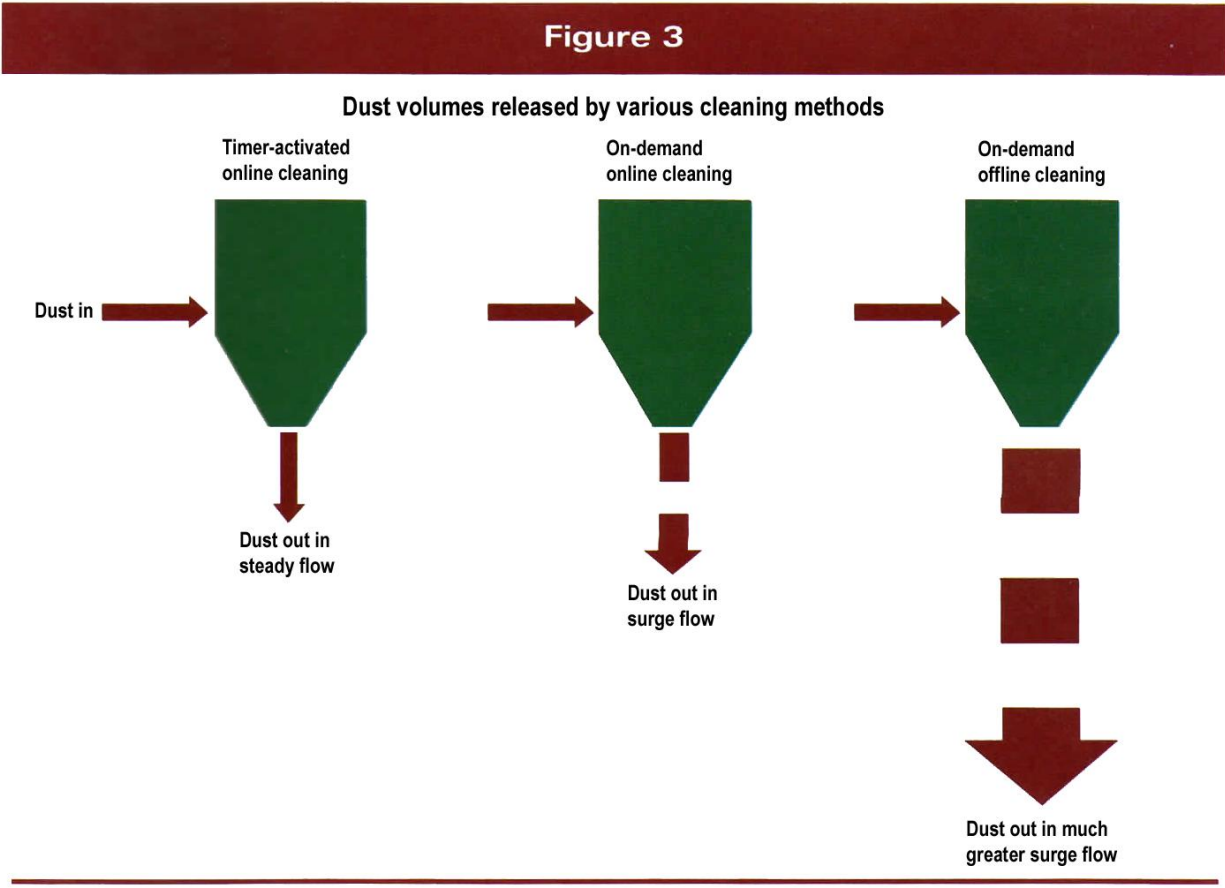 Figure 3
Dust volumes released by various cleaning methods
Timer-activated
online cleaning
On-demand
online cleaning
On-demand
offline cleaning
Dust in
Dust out in
steady flow
Dust out in
surge flow
Dust out in much
greater surge flow